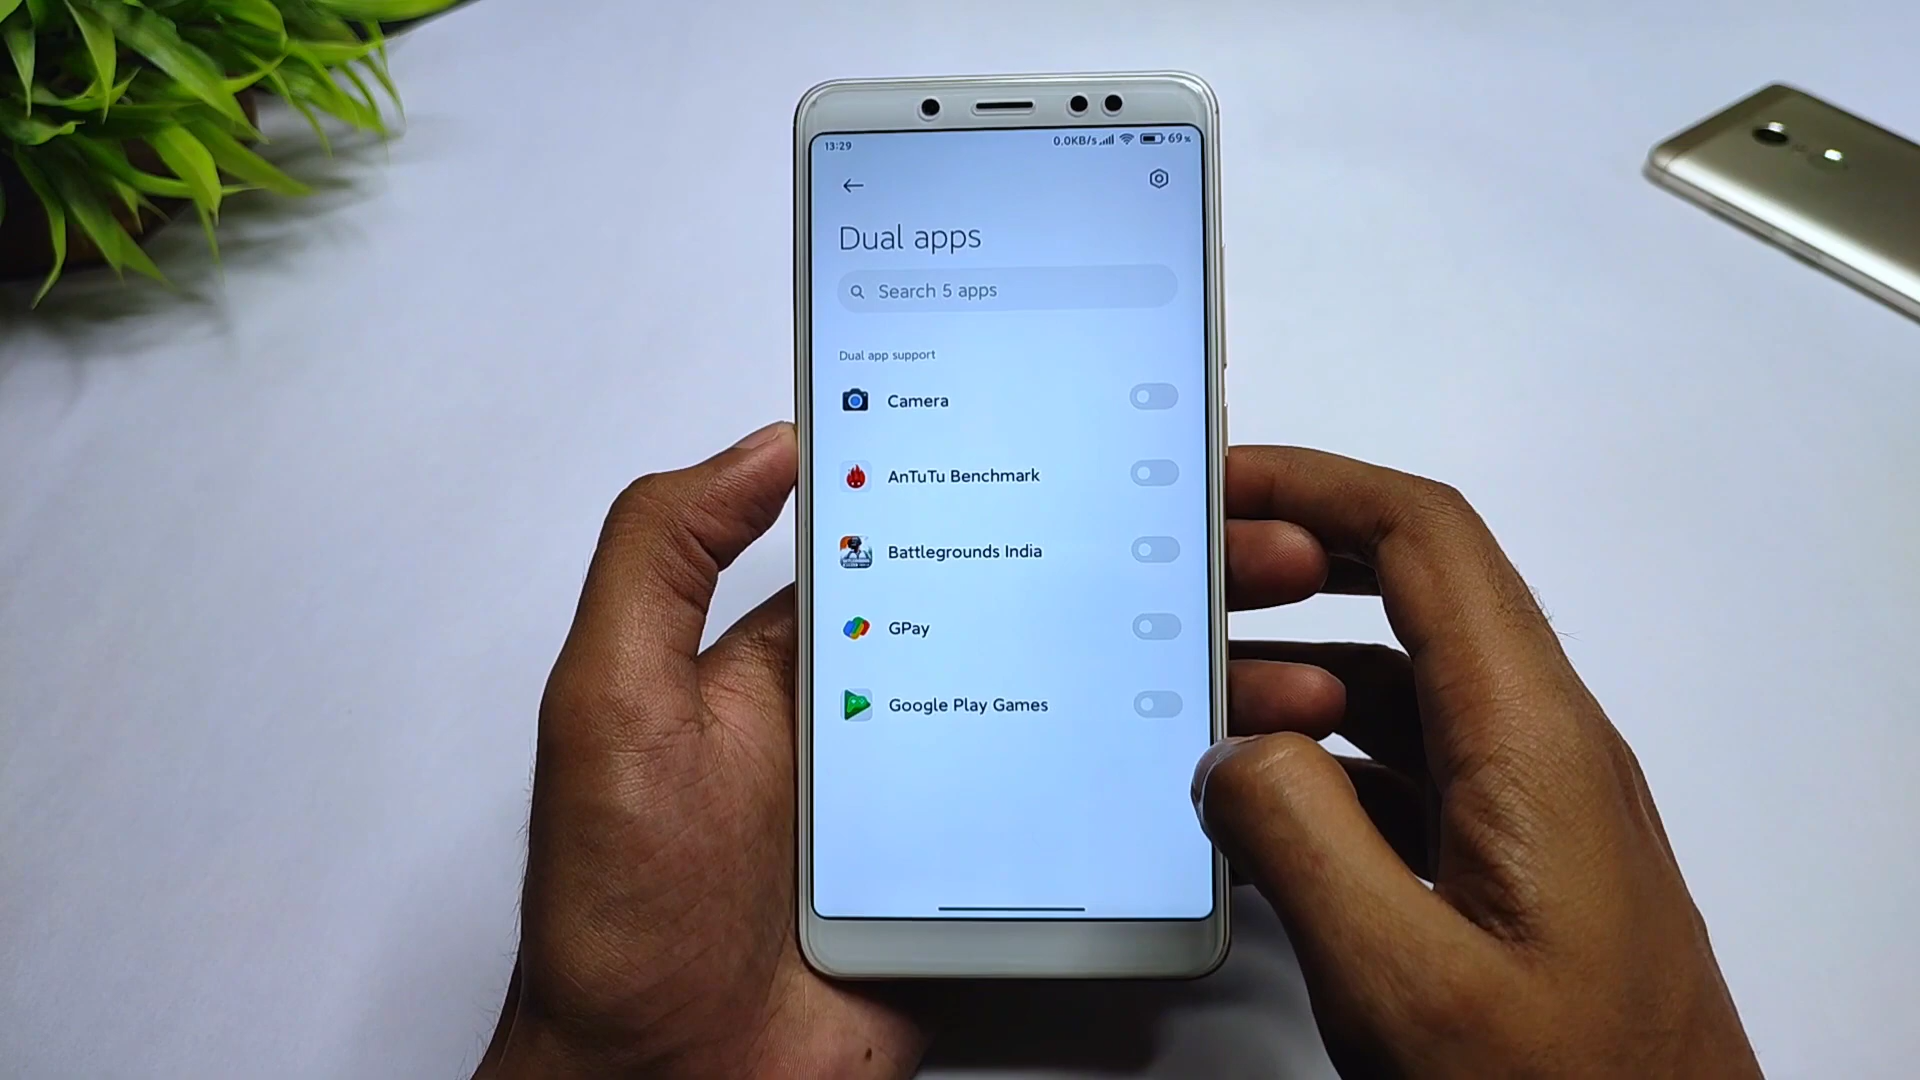 13:29
0.0KB/s 69%
Dual apps
Search 5 apps
Dual app support
Camera
AnTuTu Benchmark
Battlegrounds India
GPay
Google Play Games